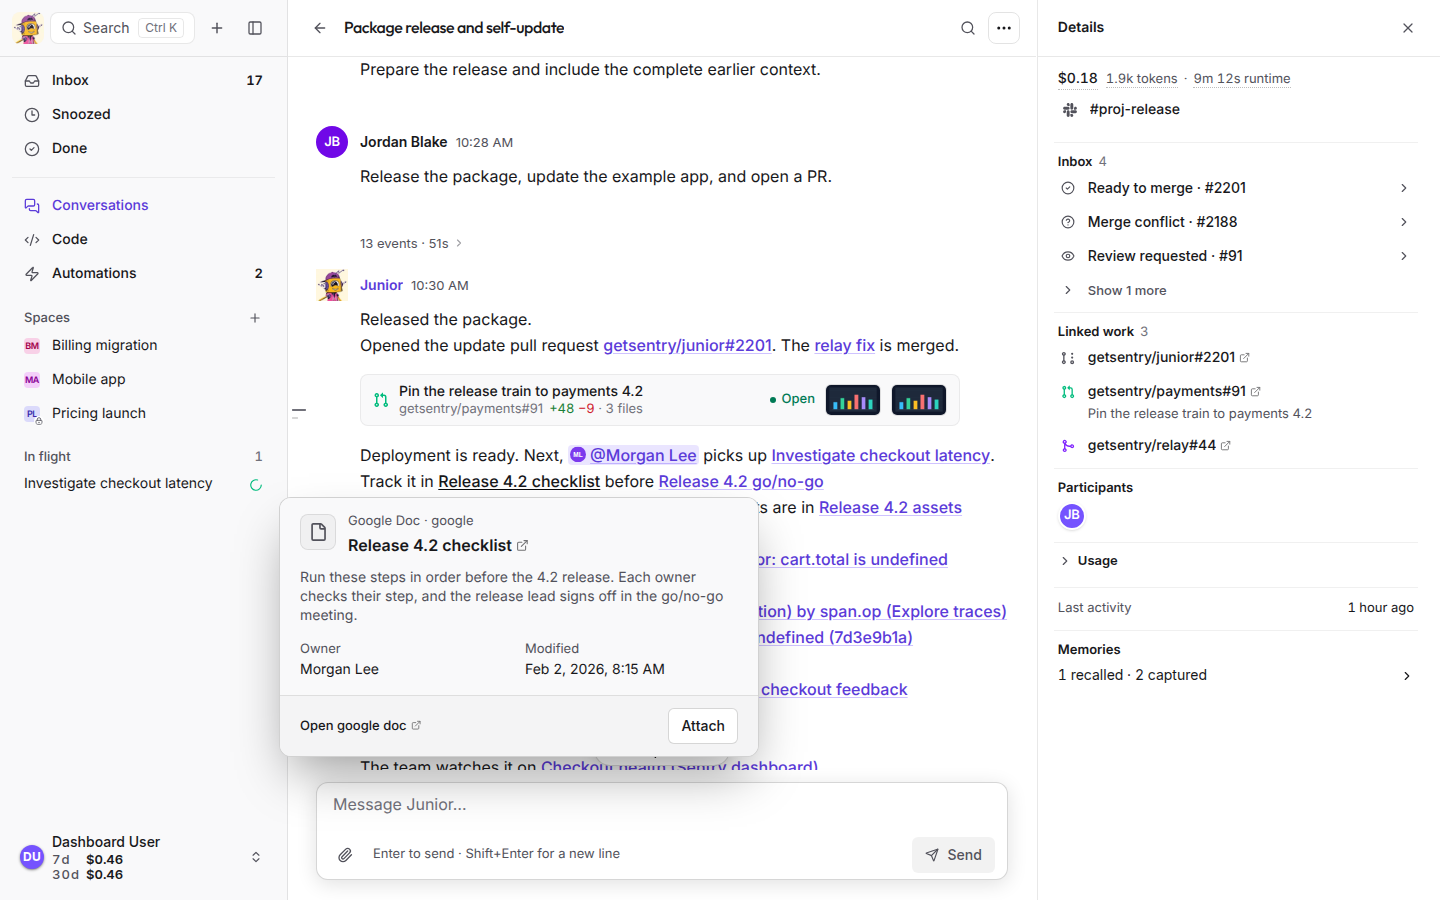 Search Ctrl K
Inbox 17
Snoozed
Done
Conversations
Code
Automations 2
Spaces
BM Billing migration
MA Mobile app
PL Pricing launch
In flight 1
Investigate checkout latency
DU Dashboard User
7d $0.46
30d $0.46
Package release and self-update
Prepare the release and include the complete earlier context.
JB Jordan Blake 10:28 AM
Release the package, update the example app, and open a PR.
13 events · 51s
Junior 10:30 AM
Released the package.
Opened the update pull request getsentry/junior#2201. The relay fix is merged.
Pin the release train to payments 4.2
getsentry/payments#91 +48 −9 · 3 files
Open
Deployment is ready. Next, ML @Morgan Lee picks up Investigate checkout latency.
Track it in Release 4.2 checklist before Release 4.2 go/no-go
s are in Release 4.2 assets
or: cart.total is undefined
tion) by span.op (Explore traces)
ndefined (7d3e9b1a)
checkout feedback
The team watches it on Checkout health (Sentry dashboard)
Google Doc · google
Release 4.2 checklist
Run these steps in order before the 4.2 release. Each owner
checks their step, and the release lead signs off in the go/no-go
meeting.
Owner Modified
Morgan Lee Feb 2, 2026, 8:15 AM
Open google doc
Attach
Message Junior...
Enter to send · Shift+Enter for a new line
Send
Details
$0.18 1.9k tokens · 9m 12s runtime
#proj-release
Inbox 4
Ready to merge · #2201
Merge conflict · #2188
Review requested · #91
Show 1 more
Linked work 3
getsentry/junior#2201
getsentry/payments#91
Pin the release train to payments 4.2
getsentry/relay#44
Participants
JB
Usage
Last activity 1 hour ago
Memories
1 recalled · 2 captured